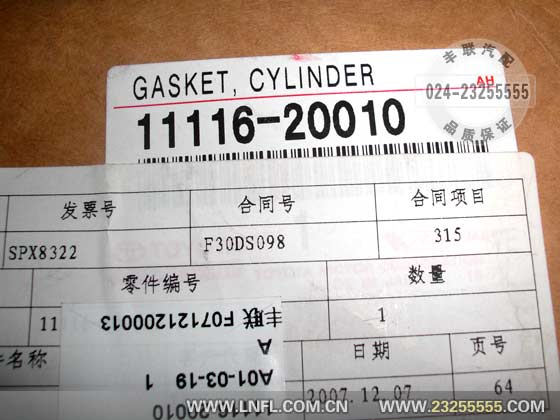 GASKET, CYLINDER
AH
11116-20010
丰联汽配
024-23255555
品质保证
发票号 合同号 合同项目
SPX8322 F30DS098 315
零件编号 数量
11 1
丰联 F07121200013
A
A01-03-19 1
件名称 日期 页号
2007.12.07 64
WWW.LNFL.COM.CN WWW.23255555.COM